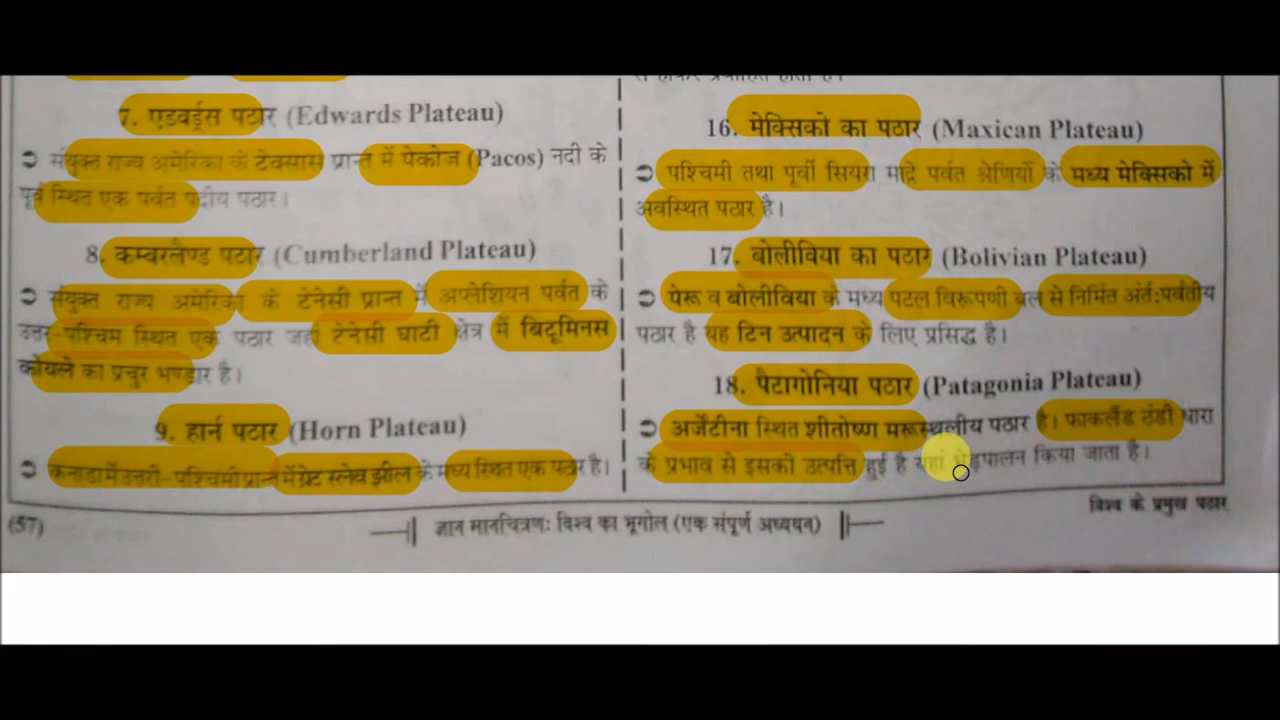 7. एडवर्ड्स पठार (Edwards Plateau)
➲ संयुक्त राज्य अमेरिका के टेक्सास प्रान्त में पेकोज (Pacos) नदी के
पूर्व स्थित एक पर्वत पदीय पठार।
8. कम्बरलैण्ड पठार (Cumberland Plateau)
➲ संयुक्त राज्य अमेरिका के टेनेसी प्रान्त में अप्लेशियन पर्वत के
उत्तर-पश्चिम स्थित एक पठार जहां टेनेसी घाटी क्षेत्र में बिटूमिनस
कोयले का प्रचुर भण्डार है।
9. हार्न पठार (Horn Plateau)
➲ कनाडा में उत्तरी-पश्चिमी प्रान्त में ग्रेट स्लेव झील के मध्य स्थित एक पठार है।
(57)
से होकर प्रवाहित होती है।
16. मेक्सिको का पठार (Maxican Plateau)
➲ पश्चिमी तथा पूर्वी सियरा माद्रे पर्वत श्रेणियों के मध्य मेक्सिको में
अवस्थित पठार है।
17. बोलीविया का पठार (Bolivian Plateau)
➲ पेरू व बोलीविया के मध्य पटल विरूपणी बल से निर्मित अंर्त:पर्वतीय
पठार है यह टिन उत्पादन के लिए प्रसिद्ध है।
18. पैटागोनिया पठार (Patagonia Plateau)
➲ अर्जेंटीना स्थित शीतोष्ण मरूस्थलीय पठार है। फाकलैंड ठंडी धारा
के प्रभाव से इसकी उत्पत्ति हुई है यहां भेड़पालन किया जाता है।
विश्व के प्रमुख पठार
ज्ञान मानचित्रण: विश्व का भूगोल (एक संपूर्ण अध्ययन)